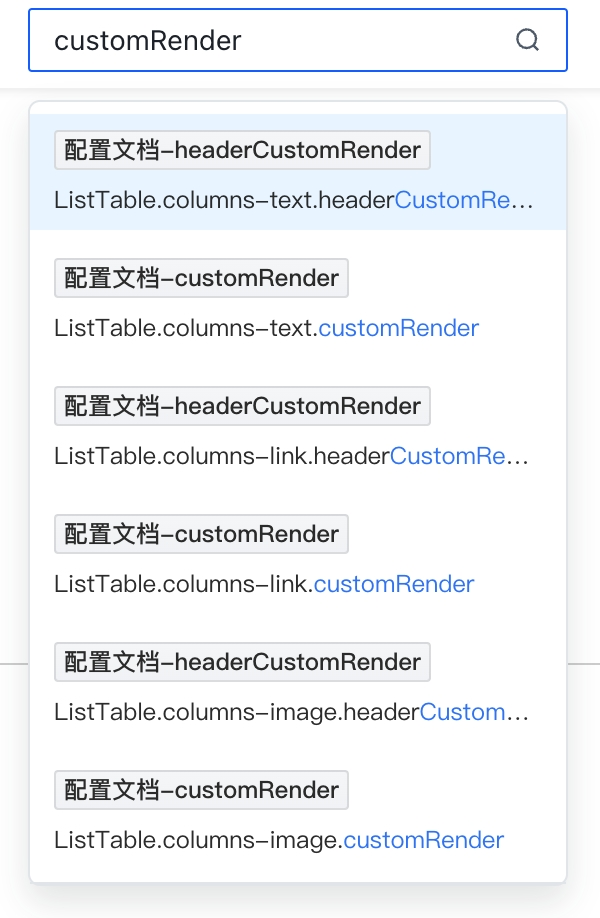 customRender
配置文档-headerCustomRender
ListTable.columns-text.headerCustomRe...
配置文档-customRender
ListTable.columns-text.customRender
配置文档-headerCustomRender
ListTable.columns-link.headerCustomRe...
配置文档-customRender
ListTable.columns-link.customRender
配置文档-headerCustomRender
ListTable.columns-image.headerCustom...
配置文档-customRender
ListTable.columns-image.customRender